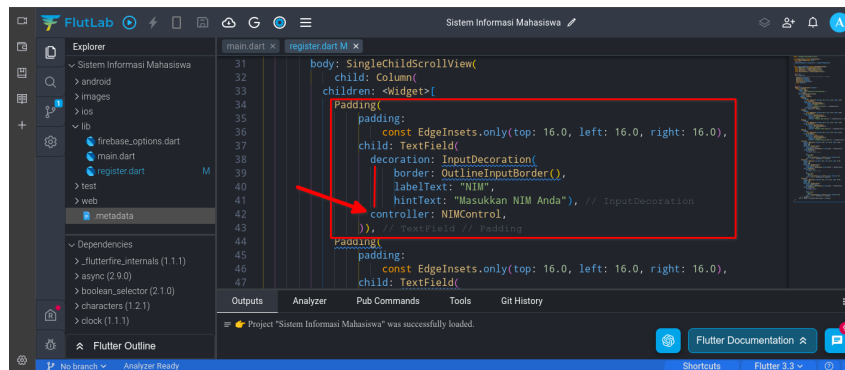 FlutLab
Sistem Informasi Mahasiswa
Explorer
Sistem Informasi Mahasiswa
android
images
ios
lib
firebase_options.dart
main.dart
register.dart M
test
web
metadata
Dependencies
_flutterfire_internals (1.1.1)
async (2.9.0)
boolean_selector (2.1.0)
characters (1.2.1)
clock (1.1.1)
Flutter Outline
main.dart ×
register.dart M ×
31 body: SingleChildScrollView(
32 child: Column(
33 children: <Widget>[
34 Padding(
35 padding:
36 const EdgeInsets.only(top: 16.0, left: 16.0, right: 16.0),
37 child: TextField(
38 decoration: InputDecoration(
39 border: OutlineInputBorder(),
40 labelText: "NIM",
41 hintText: "Masukkan NIM Anda"), // InputDecoration
42 controller: NIMControl,
43 )), // TextField // Padding
44 Padding(
45 padding:
46 const EdgeInsets.only(top: 16.0, left: 16.0, right: 16.0),
47 child: TextField(
Outputs Analyzer Pub Commands Tools Git History
Project "Sistem Informasi Mahasiswa" was successfully loaded.
Flutter Documentation
No branch Analyzer Ready
Shortcuts Flutter 3.3
1
A